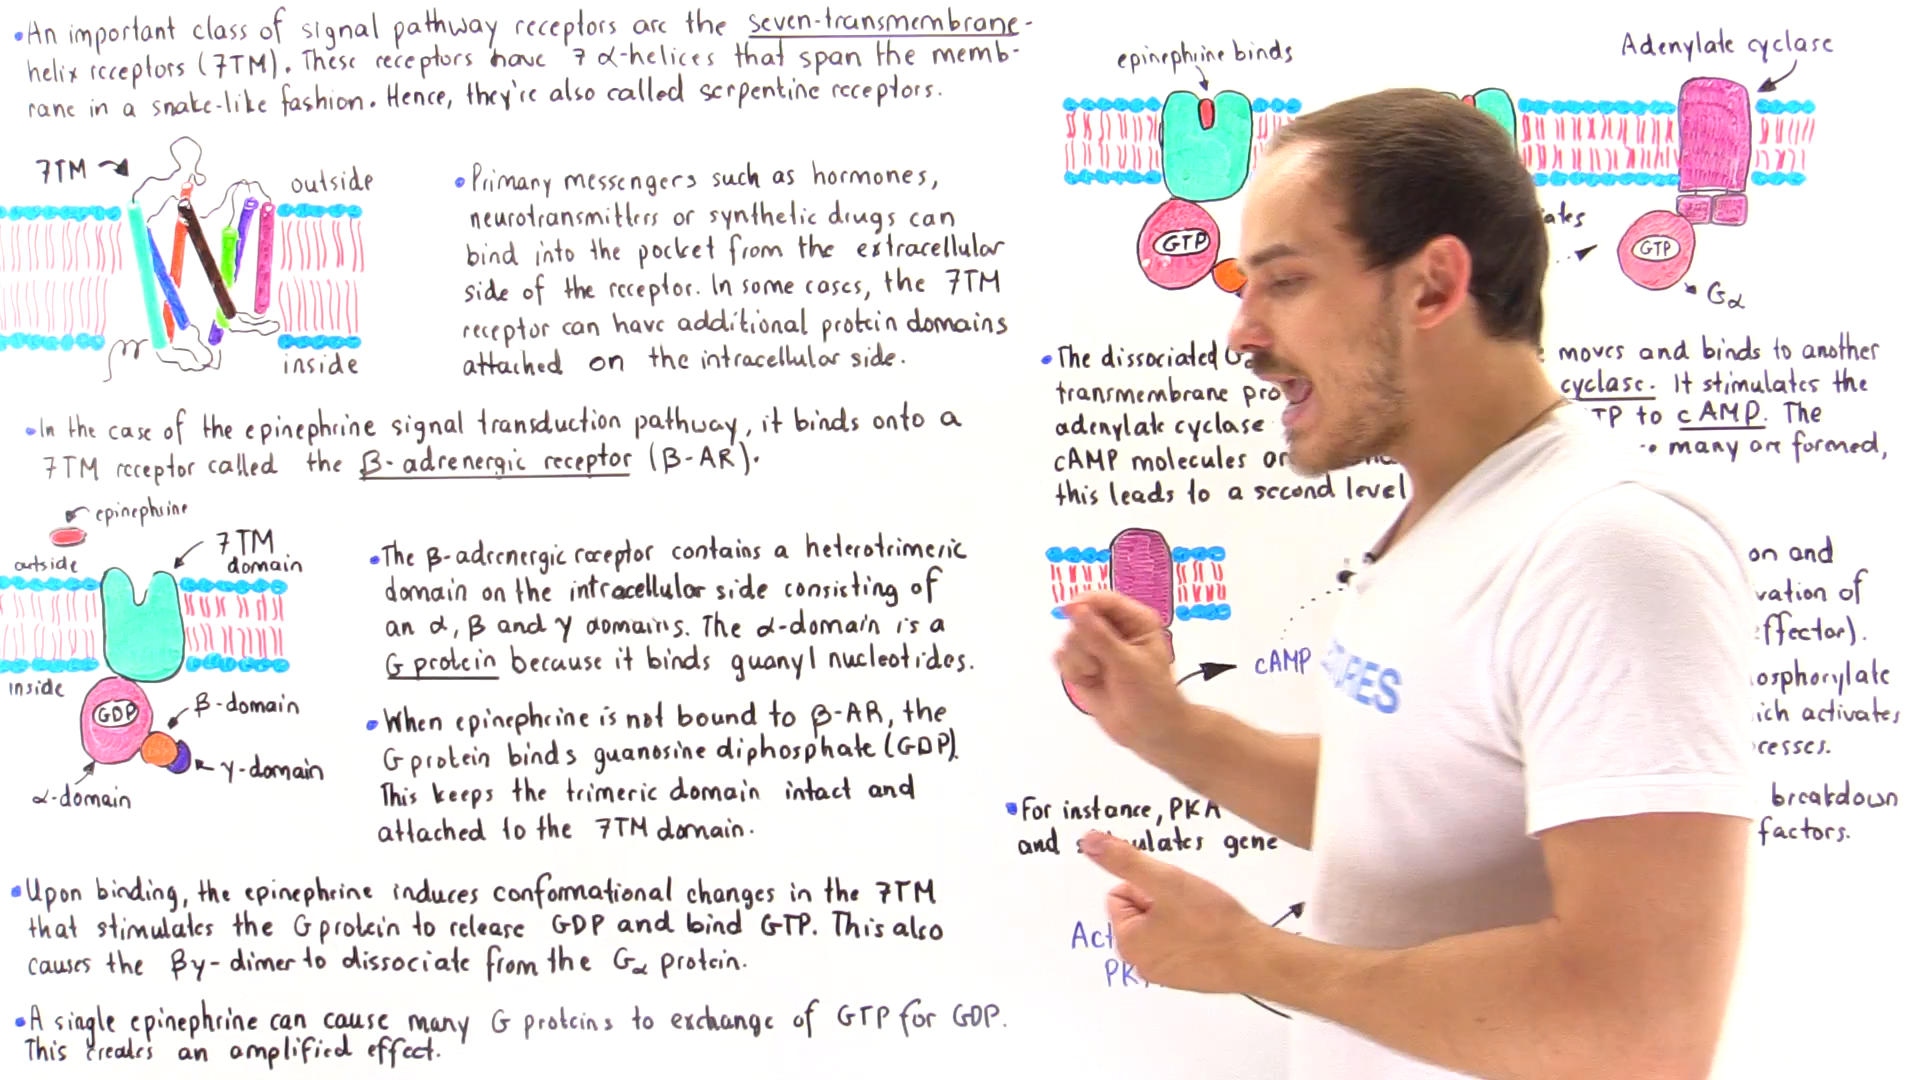 •An important class of signal pathway receptors are the seven-transmembrane-
helix receptors (7TM). These receptors have 7 α-helices that span the memb-
rane in a snake-like fashion. Hence, they're also called serpentine receptors.
7TM
outside
inside
•Primary messengers such as hormones,
neurotransmitters or synthetic drugs can
bind into the pocket from the extracellular
side of the receptor. In some cases, the 7TM
receptor can have additional protein domains
attached on the intracellular side.
•In the case of the epinephrine signal transduction pathway, it binds onto a
7TM receptor called the β-adrenergic receptor (β-AR).
epinephrine
outside
7TM
domain
inside
GDP
β-domain
γ-domain
α-domain
•The β-adrenergic receptor contains a heterotrimeric
domain on the intracellular side consisting of
an α, β and γ domains. The α-domain is a
G protein because it binds guanyl nucleotides.
•When epinephrine is not bound to β-AR, the
G protein binds guanosine diphosphate (GDP).
This keeps the trimeric domain intact and
attached to the 7TM domain.
•Upon binding, the epinephrine induces conformational changes in the 7TM
that stimulates the G protein to release GDP and bind GTP. This also
causes the βγ-dimer to dissociate from the Gα protein.
•A single epinephrine can cause many G proteins to exchange of GTP for GDP.
This creates an amplified effect.
epinephrine binds
Adenylate cyclase
GTP
GTP
Gα
•The dissociated moves and binds to another
transmembrane cyclase. It stimulates the
adenylate cyclase to cAMP. The
cAMP molecules many are formed,
this leads to a second level
cAMP
on and
of
effector).
activates
breakdown
factors.
•For instance, PKA
and gene